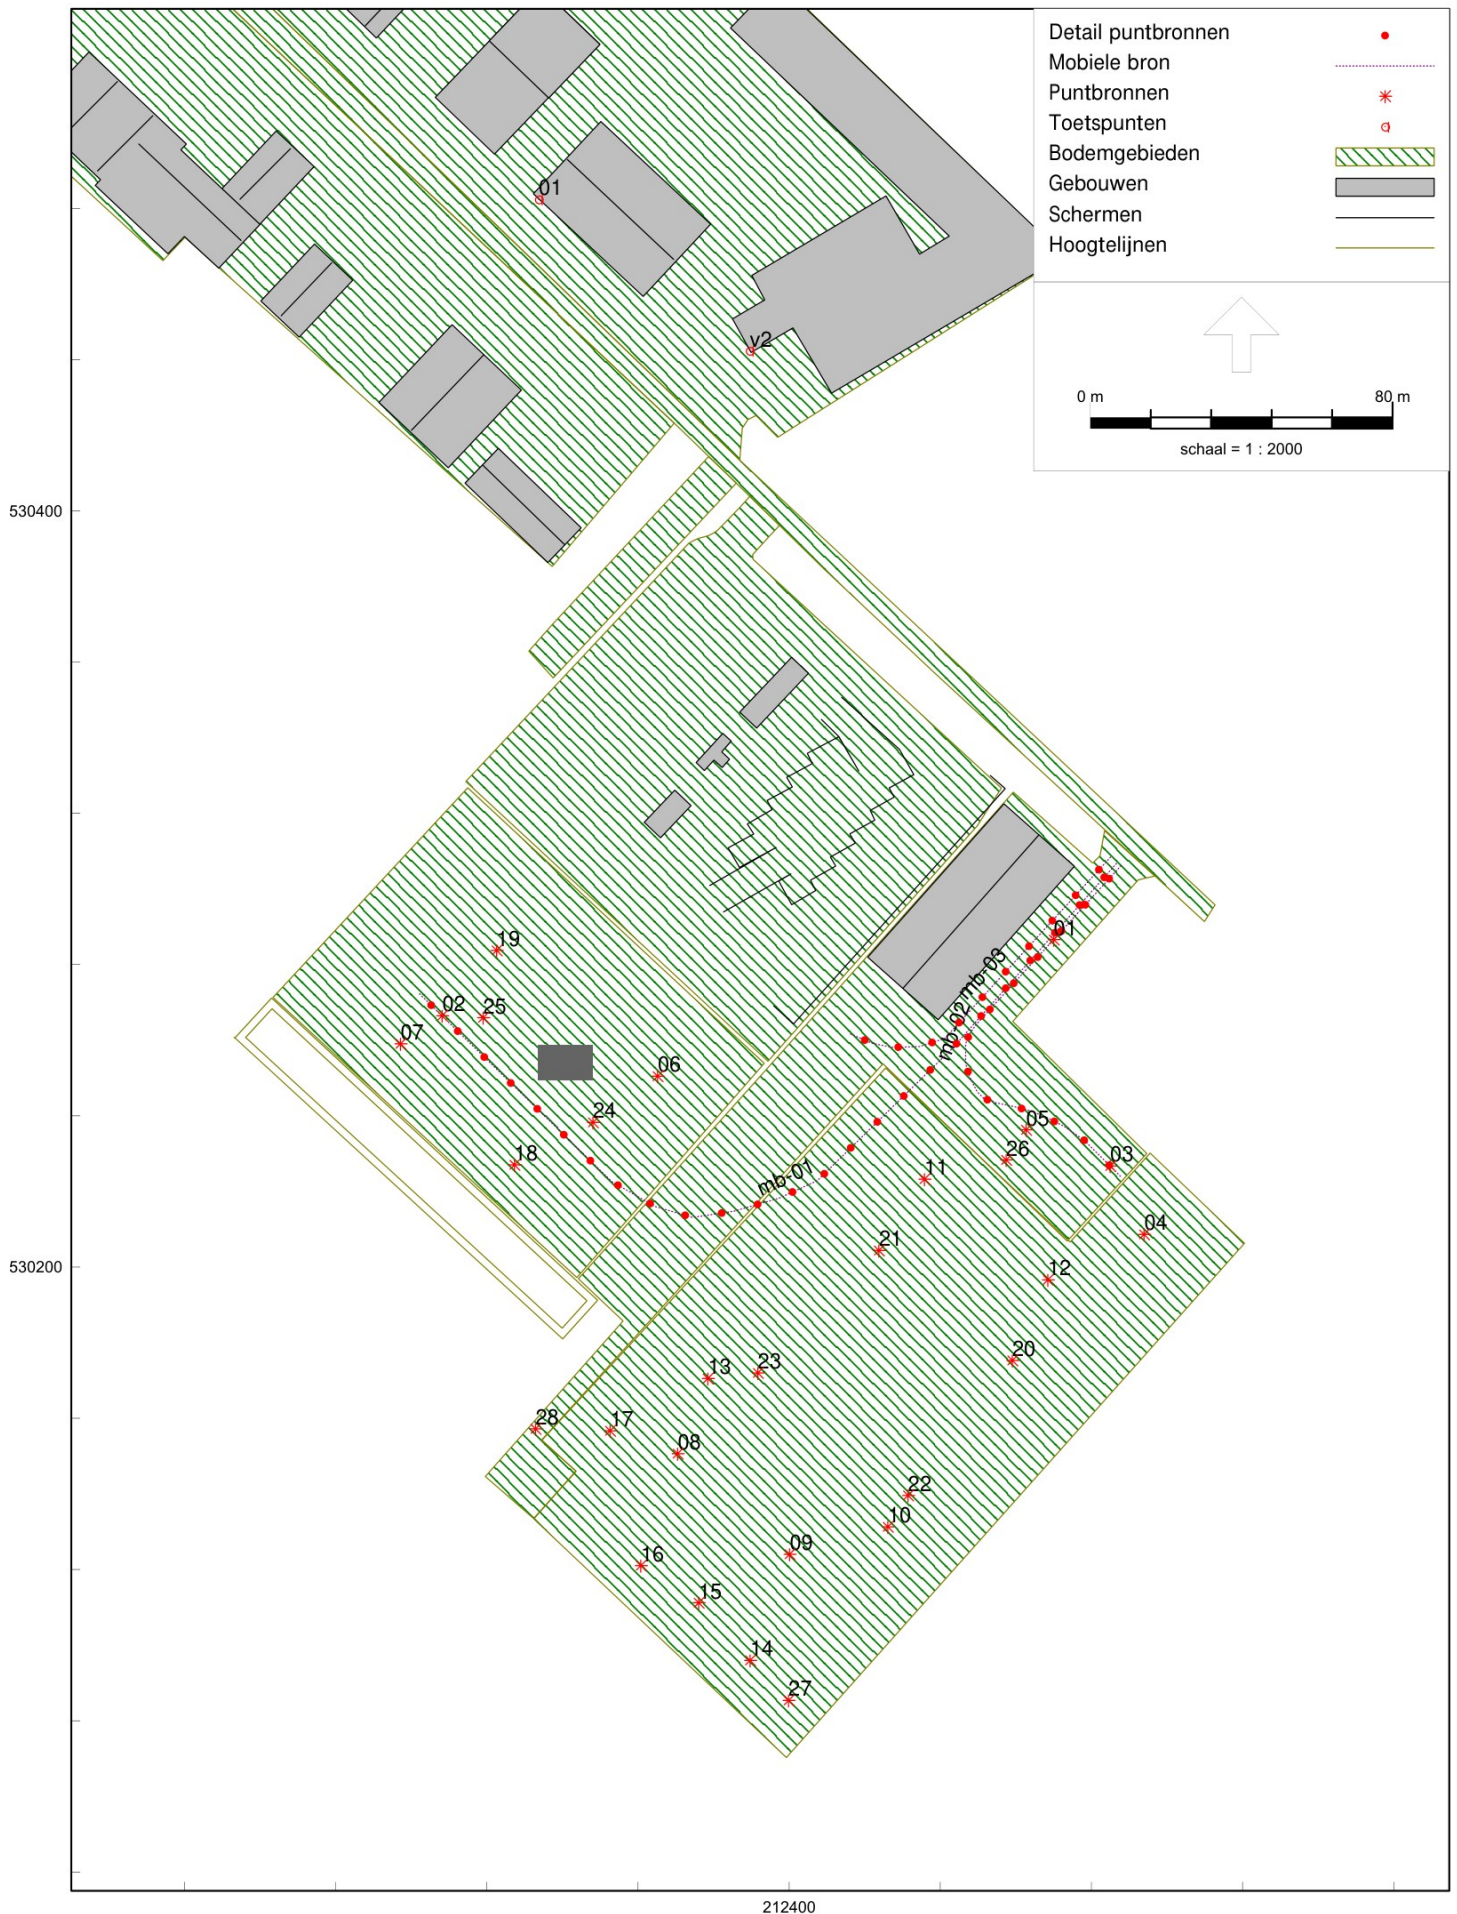 Detail puntbronnen
Mobiele bron
Puntbronnen
Toetspunten
Bodemgebieden
Gebouwen
Schermen
Hoogtelijnen
0 m
80 m
schaal = 1 : 2000
01
v2
530400
01
mb-03
mb-02
19
02
25
07
06
24
05
18
26
03
11
mb-01
04
21
12
530200
20
13
23
28
17
08
22
10
09
16
15
14
27
212400